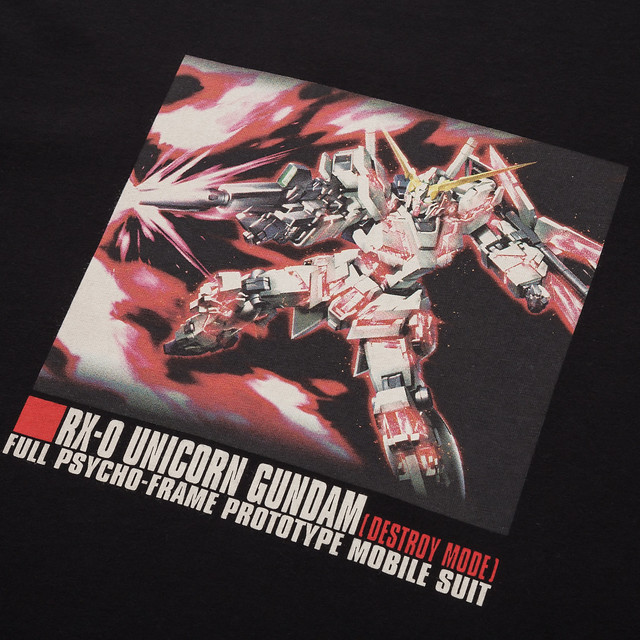 RX-0 UNICORN GUNDAM [DESTROY MODE]
FULL PSYCHO-FRAME PROTOTYPE MOBILE SUIT